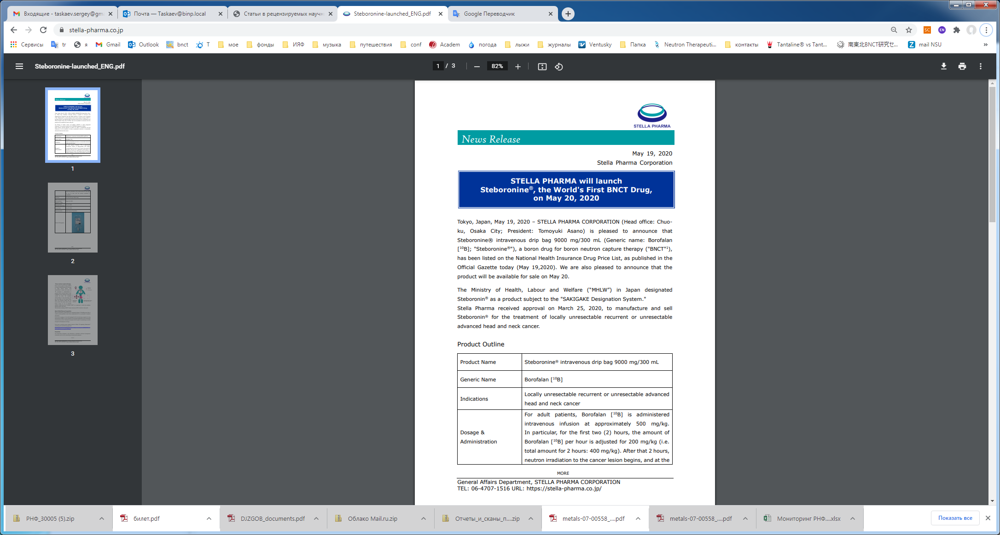 Входящие - taskaev.sergey@gm
Почта — Taskaev@binp.local
Статьи в рецензируемых научн
Steboronine-launched_ENG.pdf
Google Переводчик
stella-pharma.co.jp
Сервисы tr я Gmail Outlook bnct T мое фонды ИЯФ музыка путешествия conf Academ погода лыжи журналы Ventusky Папка Neutron Therapeuti... контакты Tantaline® vs Tant... 南東北BNCT研究セ... mail NSU »
Steboronine-launched_ENG.pdf
1 / 3
82%
1
2
3
STELLA PHARMA
News Release
May 19, 2020
Stella Pharma Corporation
STELLA PHARMA will launch
Steboronine®, the World's First BNCT Drug,
on May 20, 2020
Tokyo, Japan, May 19, 2020 – STELLA PHARMA CORPORATION (Head office: Chuo-
ku, Osaka City; President: Tomoyuki Asano) is pleased to announce that
Steboronine® intravenous drip bag 9000 mg/300 mL (Generic name: Borofalan
[¹⁰B]; "Steboronine®"), a boron drug for boron neutron capture therapy ("BNCT"¹),
has been listed on the National Health Insurance Drug Price List, as published in the
Official Gazette today (May 19,2020). We are also pleased to announce that the
product will be available for sale on May 20.
The Ministry of Health, Labour and Welfare (“MHLW”) in Japan designated
Steboronin® as a product subject to the "SAKIGAKE Designation System."
Stella Pharma received approval on March 25, 2020, to manufacture and sell
Steboronin® for the treatment of locally unresectable recurrent or unresectable
advanced head and neck cancer.
Product Outline
Product Name
Steboronine® intravenous drip bag 9000 mg/300 mL
Generic Name
Borofalan [¹⁰B]
Indications
Locally unresectable recurrent or unresectable advanced
head and neck cancer
Dosage &
Administration
For adult patients, Borofalan [¹⁰B] is administered
intravenous infusion at approximately 500 mg/kg.
In particular, for the first two (2) hours, the amount of
Borofalan [¹⁰B] per hour is adjusted for 200 mg/kg (i.e.
total amount for 2 hours: 400 mg/kg). After that 2 hours,
neutron irradiation to the cancer lesion begins, and at the
MORE
General Affairs Department, STELLA PHARMA CORPORATION
TEL: 06-4707-1516 URL: https://stella-pharma.co.jp/
РНФ_30005 (5).zip
билет.pdf
DJZGOB_documents.pdf
Облако Mail.ru.zip
Отчеты_и_сканы_п....zip
metals-07-00558_....pdf
metals-07-00558_....pdf
Мониторинг РНФ....xlsx
Показать все